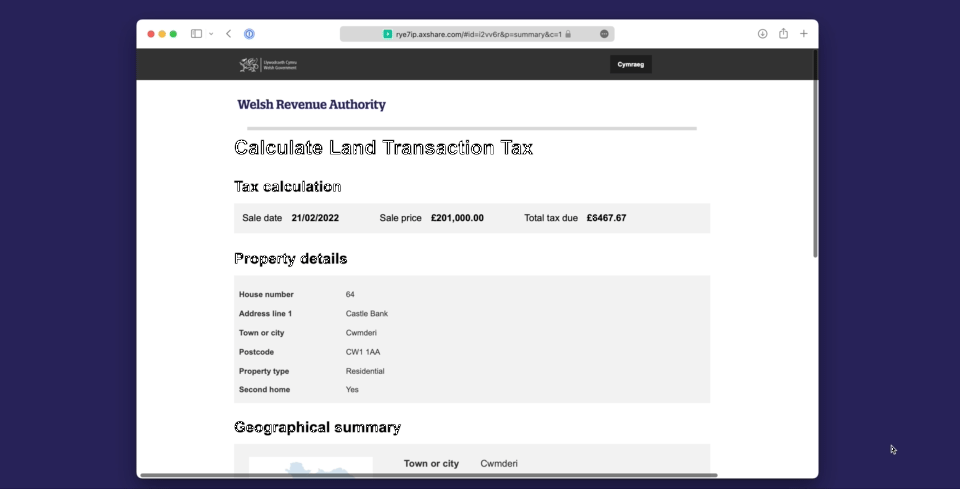 rye7ip.axshare.com/#id=i2vv6r&p=summary&c=1
Llywodraeth Cymru
Welsh Government
Cymraeg
Welsh Revenue Authority
Calculate Land Transaction Tax
Tax calculation
Sale date 21/02/2022 Sale price £201,000.00 Total tax due £8467.67
Property details
House number 64
Address line 1 Castle Bank
Town or city Cwmderi
Postcode CW1 1AA
Property type Residential
Second home Yes
Geographical summary
Town or city Cwmderi